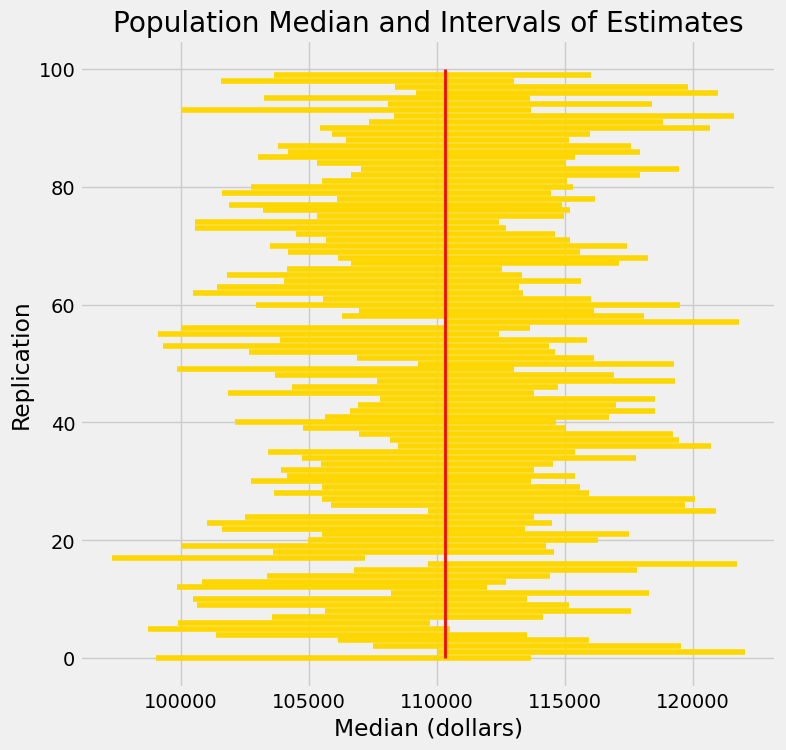 Population Median and Intervals of Estimates
100
80
60
40
20
0
Replication
100000 105000 110000 115000 120000
Median (dollars)